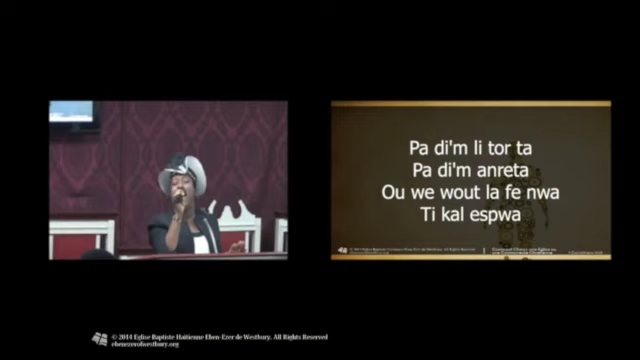 Pa di'm li tor ta
Pa di'm anreta
Ou we wout la fe nwa
Ti kal espwa
© 2014 Eglise Baptiste Haitienne Eben-Ezer de Westbury. All Rights Reserved
ebenezerofwestbury.org